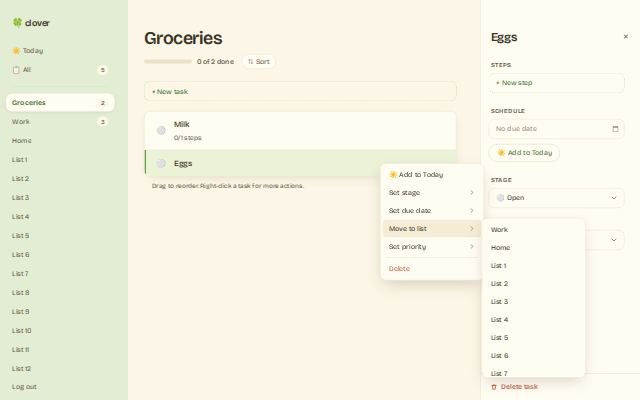 clover
Today
All 5
Groceries 2
Work 3
Home
List 1
List 2
List 3
List 4
List 5
List 6
List 7
List 8
List 9
List 10
List 11
List 12
Log out
Groceries
0 of 2 done
Sort
+ New task
Milk
0/1 steps
Eggs
Drag to reorder. Right-click a task for more actions.
Add to Today
Set stage
Set due date
Move to list
Set priority
Delete
Work
Home
List 1
List 2
List 3
List 4
List 5
List 6
List 7
Eggs
×
STEPS
+ New step
SCHEDULE
No due date
Add to Today
STAGE
Open
Delete task